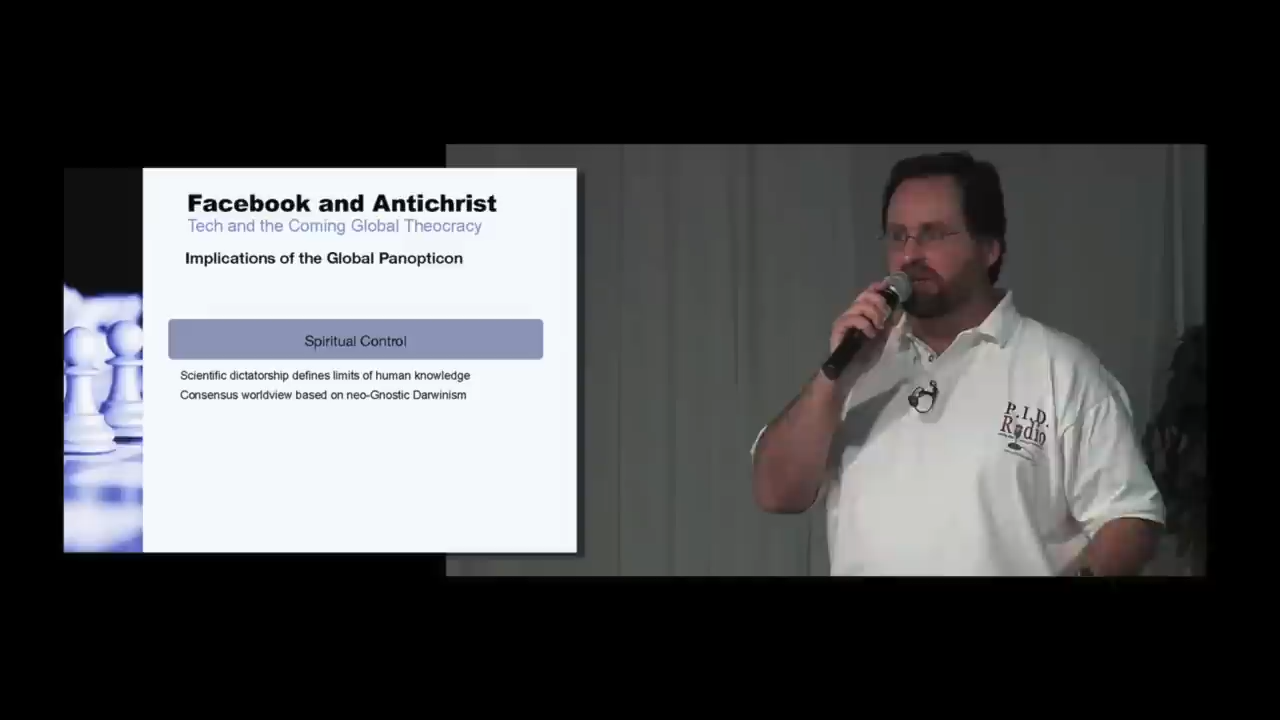 Facebook and Antichrist
Tech and the Coming Global Theocracy
Implications of the Global Panopticon
Spiritual Control
Scientific dictatorship defines limits of human knowledge
Consensus worldview based on neo-Gnostic Darwinism
P.I.D.
Radio